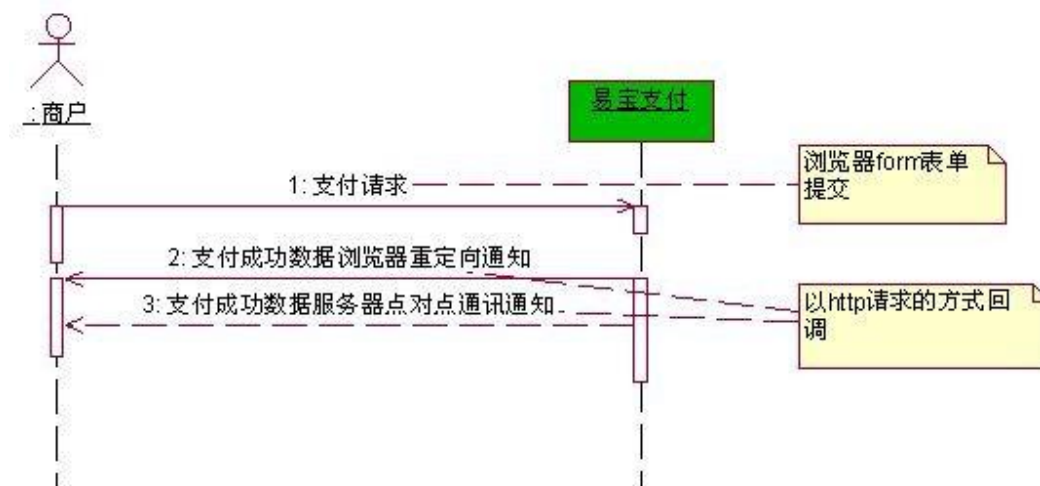 :商户
易宝支付
浏览器form表单
提交
1:支付请求
2:支付成功数据浏览器重定向通知
3:支付成功数据服务器点对点通讯通知
以http请求的方式回
调